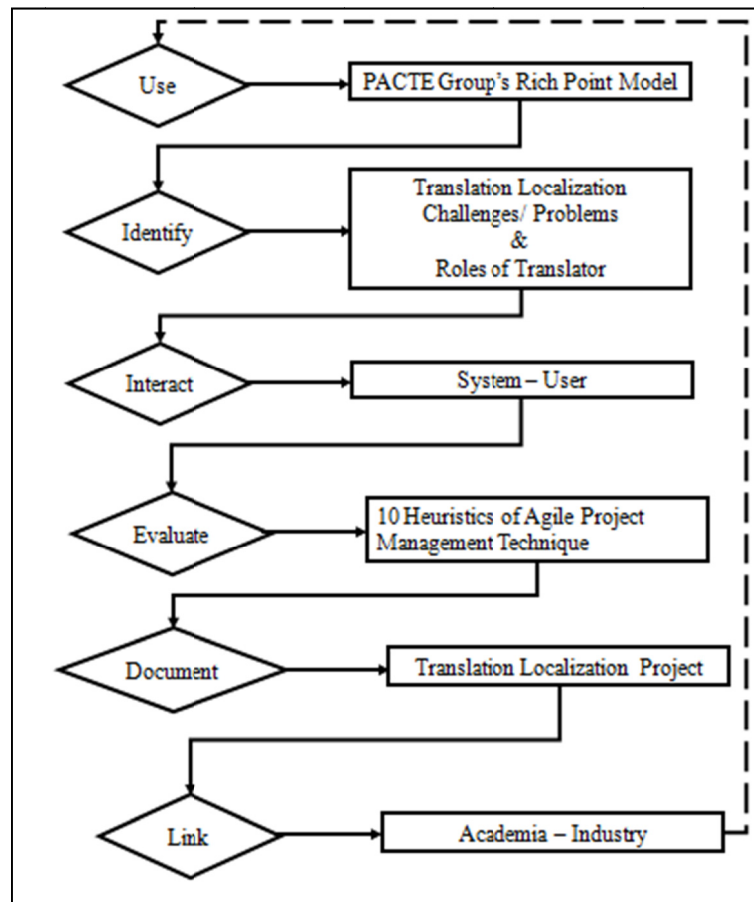 Use
PACTE Group's Rich Point Model
Identify
Translation Localization
Challenges/ Problems
&
Roles of Translator
Interact
System – User
Evaluate
10 Heuristics of Agile Project
Management Technique
Document
Translation Localization Project
Link
Academia – Industry